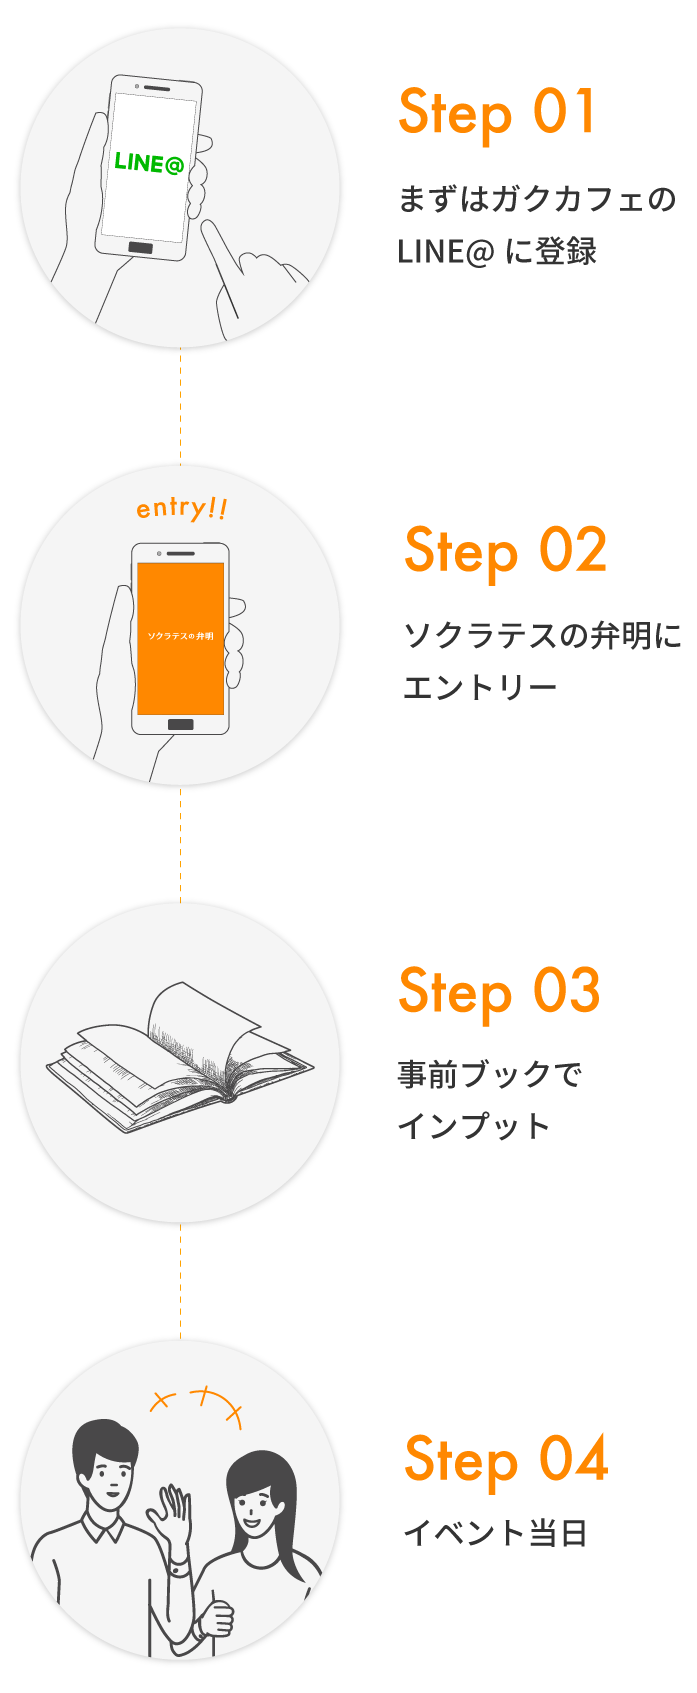 LINE@
Step 01
まずはガクカフェの
LINE@ に登録
entry!!
ソクラテスの弁明
Step 02
ソクラテスの弁明に
エントリー
Step 03
事前ブックで
インプット
Step 04
イベント当日